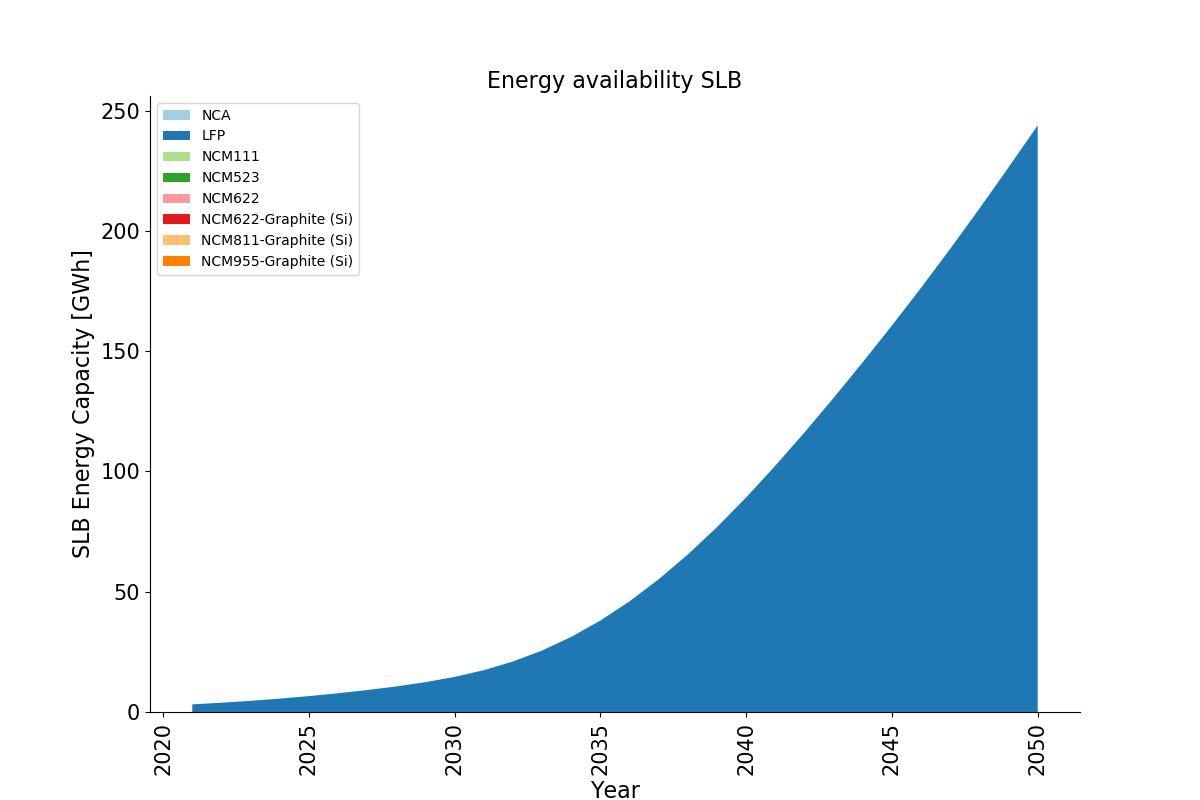 Energy availability SLB
250
200
150
100
50
0
SLB Energy Capacity [GWh]
NCA
LFP
NCM111
NCM523
NCM622
NCM622-Graphite (Si)
NCM811-Graphite (Si)
NCM955-Graphite (Si)
2020
2025
2030
2035
2040
2045
2050
Year